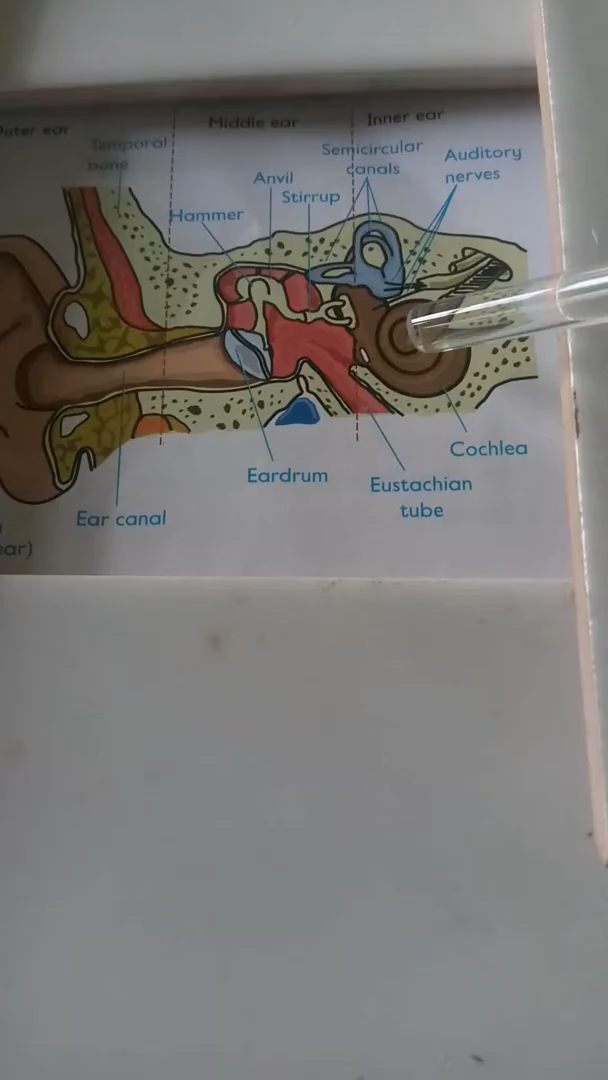 Outer ear
Middle ear
Inner ear
Temporal
bone
Semicircular
canals
Auditory
nerves
Anvil
Stirrup
Hammer
Cochlea
Eardrum
Eustachian
tube
Ear canal
ear)